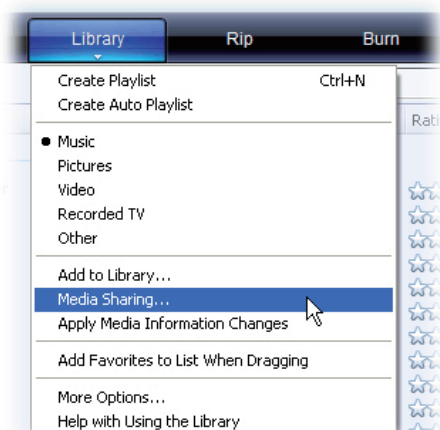 Library Rip Burn
Create Playlist Ctrl+N
Create Auto Playlist
Music
Pictures
Video
Recorded TV
Other
Add to Library...
Media Sharing...
Apply Media Information Changes
Add Favorites to List When Dragging
More Options...
Help with Using the Library
Rati